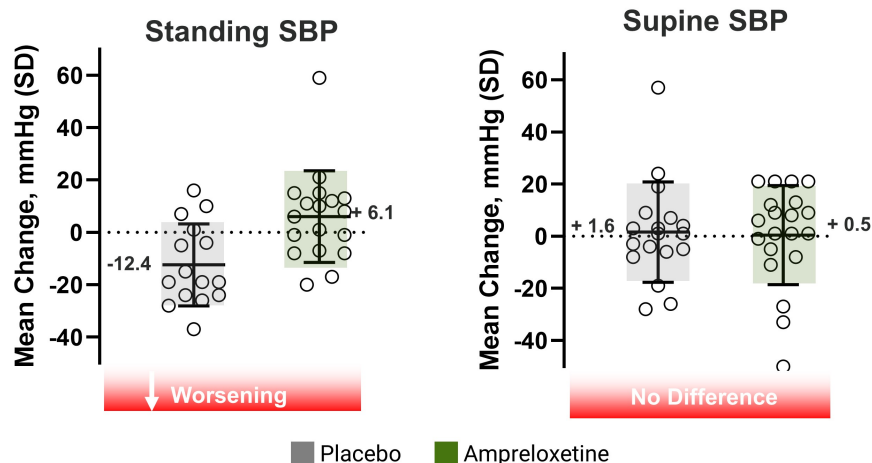 Standing SBP
Mean Change, mmHg (SD)
60
40
20
0
-20
-40
-12.4
+ 6.1
Worsening
Supine SBP
Mean Change, mmHg (SD)
60
40
20
0
-20
-40
+ 1.6
+ 0.5
No Difference
Placebo
Ampreloxetine